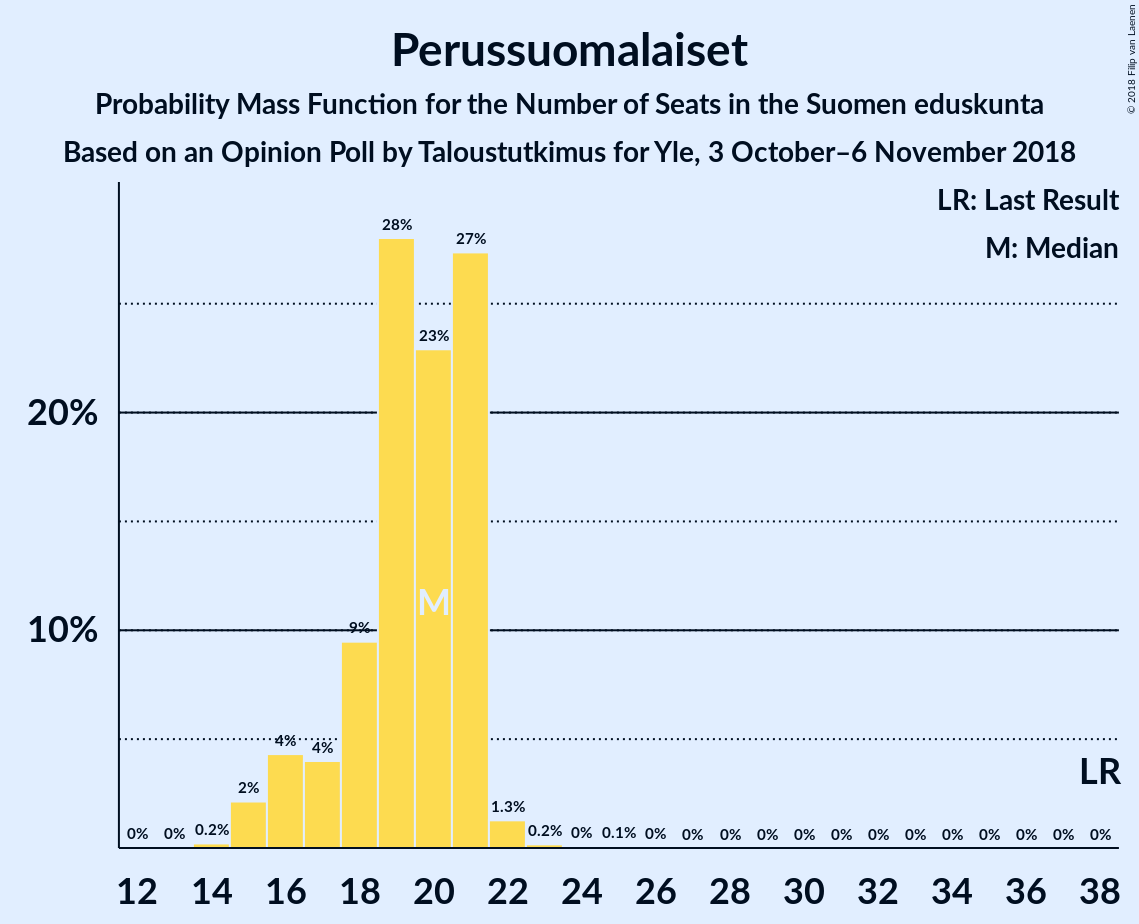 Perussuomalaiset
Probability Mass Function for the Number of Seats in the Suomen eduskunta
Based on an Opinion Poll by Taloustutkimus for Yle, 3 October–6 November 2018
© 2018 Filip van Laenen
LR: Last Result
M: Median
28%
27%
23%
20%
M
10%
9%
4%
4%
LR
2%
1.3%
0% 0% 0.2% 0.2% 0% 0.1% 0% 0% 0% 0% 0% 0% 0% 0% 0% 0% 0% 0% 0%
12 14 16 18 20 22 24 26 28 30 32 34 36 38